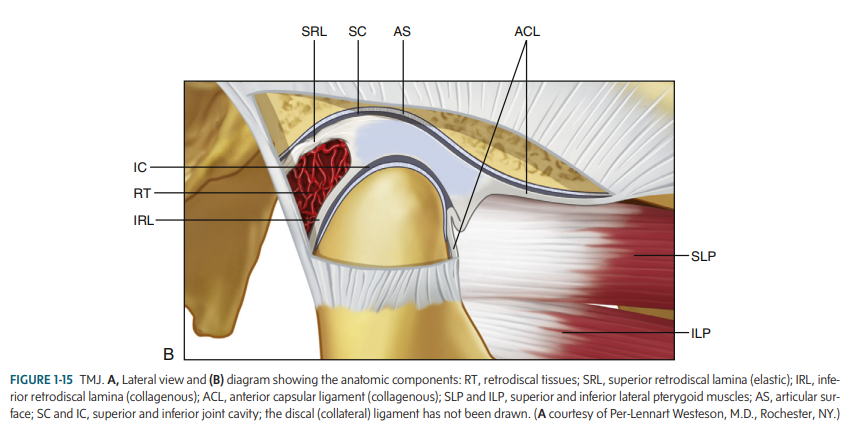 SRL SC AS ACL
IC
RT
IRL
SLP
ILP
B
FIGURE 1-15 TMJ. A, Lateral view and (B) diagram showing the anatomic components: RT, retrodiscal tissues; SRL, superior retrodiscal lamina (elastic); IRL, infe-
rior retrodiscal lamina (collagenous); ACL, anterior capsular ligament (collagenous); SLP and ILP, superior and inferior lateral pterygoid muscles; AS, articular sur-
face; SC and IC, superior and inferior joint cavity; the discal (collateral) ligament has not been drawn. (A courtesy of Per-Lennart Westeson, M.D., Rochester, NY.)